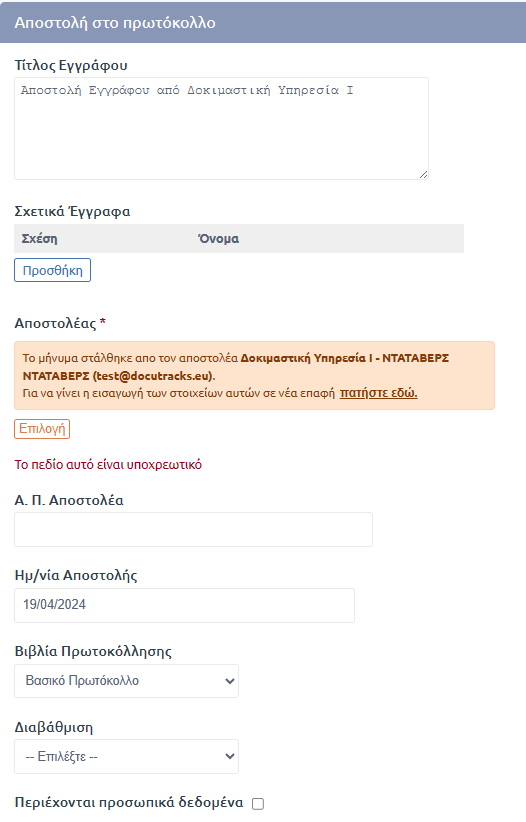 Αποστολή στο πρωτόκολλο
Τίτλος Εγγράφου
Αποστολή Εγγράφου από Δοκιμαστική Υπηρεσία Ι
Σχετικά Έγγραφα
Σχέση Όνομα
Προσθήκη
Αποστολέας *
Το μήνυμα στάλθηκε απο τον αποστολέα Δοκιμαστική Υπηρεσία Ι - ΝΤΑΤΑΒΕΡΣ
ΝΤΑΤΑΒΕΡΣ (test@docutracks.eu).
Για να γίνει η εισαγωγή των στοιχείων αυτών σε νέα επαφή πατήστε εδώ.
Επιλογή
Το πεδίο αυτό είναι υποχρεωτικό
Α. Π. Αποστολέα
Ημ/νία Αποστολής
19/04/2024
Βιβλία Πρωτοκόλλησης
Βασικό Πρωτόκολλο
Διαβάθμιση
-- Επιλέξτε --
Περιέχονται προσωπικά δεδομένα